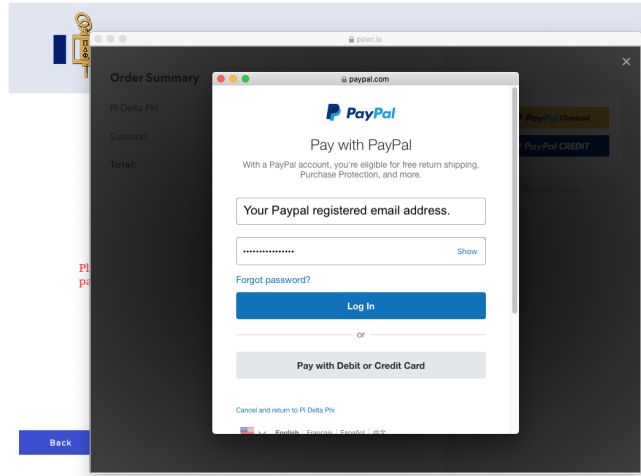 powr.io
Order Summary
Pi Delta Phi
Subtotal:
Total:
PayPal Checkout
PayPal CREDIT
paypal.com
PayPal
Pay with PayPal
With a PayPal account, you're eligible for free return shipping,
Purchase Protection, and more.
Your Paypal registered email address.
••••••••••••••••
Show
Forgot password?
Log In
or
Pay with Debit or Credit Card
Cancel and return to Pi Delta Phi
English | Français | Español | 中文
Back